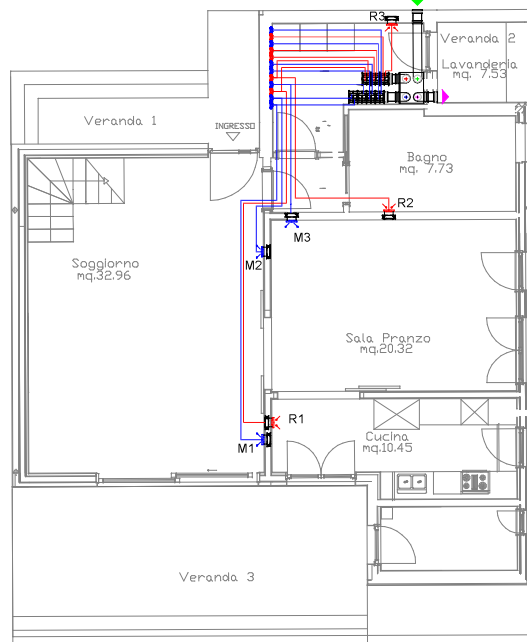 R3
Veranda 2
Lavanderia
mq. 7.53
Veranda 1
INGRESSO
Bagno
mq. 7.73
R2
M3
M2
Soggiorno
mq.32.96
Sala Pranzo
mq.20.32
R1
M1
Cucina
mq.10.45
Veranda 3